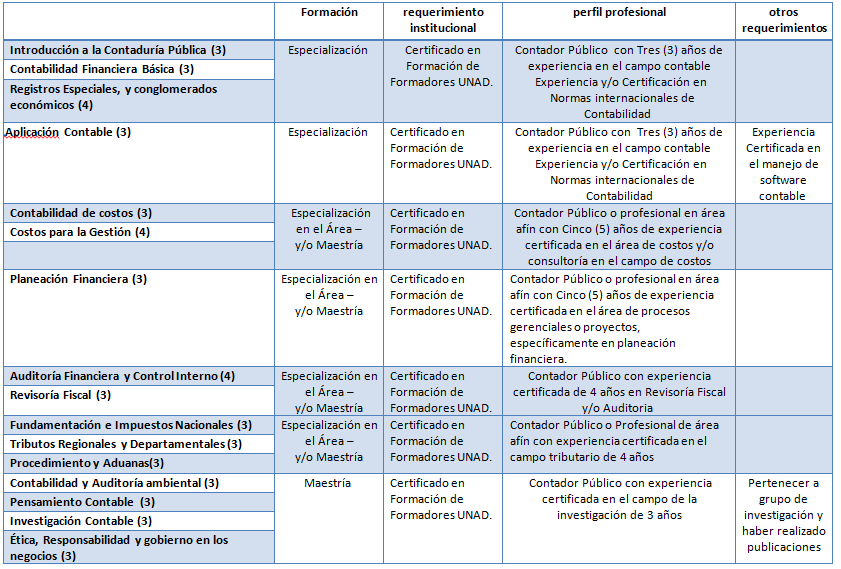 Formación
requerimiento
institucional
perfil profesional
otros
requerimientos
Introducción a la Contaduría Pública (3)
Contabilidad Financiera Básica (3)
Registros Especiales, y conglomerados
económicos (4)
Especialización
Certificado en
Formación de
Formadores UNAD.
Contador Público con Tres (3) años de
experiencia en el campo contable
Experiencia y/o Certificación en
Normas internacionales de
Contabilidad
Aplicación Contable (3)
Especialización
Certificado en
Formación de
Formadores UNAD.
Contador Público con Tres (3) años de
experiencia en el campo contable
Experiencia y/o Certificación en
Normas internacionales de
Contabilidad
Experiencia
Certificada en
el manejo de
software
contable
Contabilidad de costos (3)
Costos para la Gestión (4)
Especialización
en el Área –
y/o Maestría
Certificado en
Formación de
Formadores UNAD.
Contador Público o profesional en área
afín con Cinco (5) años de experiencia
certificada en el área de costos y/o
consultoría en el campo de costos
Planeación Financiera (3)
Especialización en
el Área –
y/o Maestría
Certificado en
Formación de
Formadores UNAD.
Contador Público o profesional en área
afín con Cinco (5) años de experiencia
certificada en el área de procesos
gerenciales o proyectos,
específicamente en planeación
financiera.
Auditoría Financiera y Control Interno (4)
Revisoría Fiscal (3)
Especialización en
el Área –
y/o Maestría
Certificado en
Formación de
Formadores UNAD.
Contador Público con experiencia
certificada de 4 años en Revisoría Fiscal
y/o Auditoria
Fundamentación e Impuestos Nacionales (3)
Tributos Regionales y Departamentales (3)
Procedimiento y Aduanas(3)
Especialización en
el Área –
y/o Maestría
Certificado en
Formación de
Formadores UNAD.
Contador Público o Profesional de área
afín con experiencia certificada en el
campo tributario de 4 años
Contabilidad y Auditoría ambiental (3)
Pensamiento Contable (3)
Investigación Contable (3)
Ética, Responsabilidad y gobierno en los
negocios (3)
Maestría
Certificado en
Formación de
Formadores UNAD.
Contador Público con experiencia
certificada en el campo de la
investigación de 3 años
Pertenecer a
grupo de
investigación y
haber realizado
publicaciones